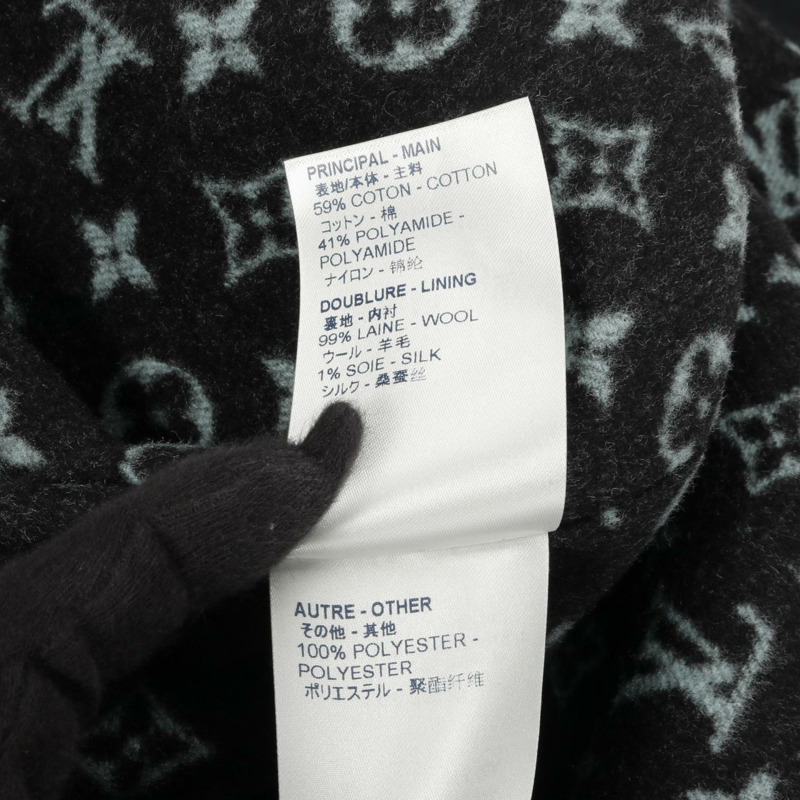 PRINCIPAL - MAIN
表地/本体 - 主料
59% COTON - COTTON
コットン - 棉
41% POLYAMIDE -
POLYAMIDE
ナイロン - 锦纶
DOUBLURE - LINING
裏地 - 内衬
99% LAINE - WOOL
ウール - 羊毛
1% SOIE - SILK
シルク - 桑蚕丝
AUTRE - OTHER
その他 - 其他
100% POLYESTER -
POLYESTER
ポリエステル - 聚酯纤维